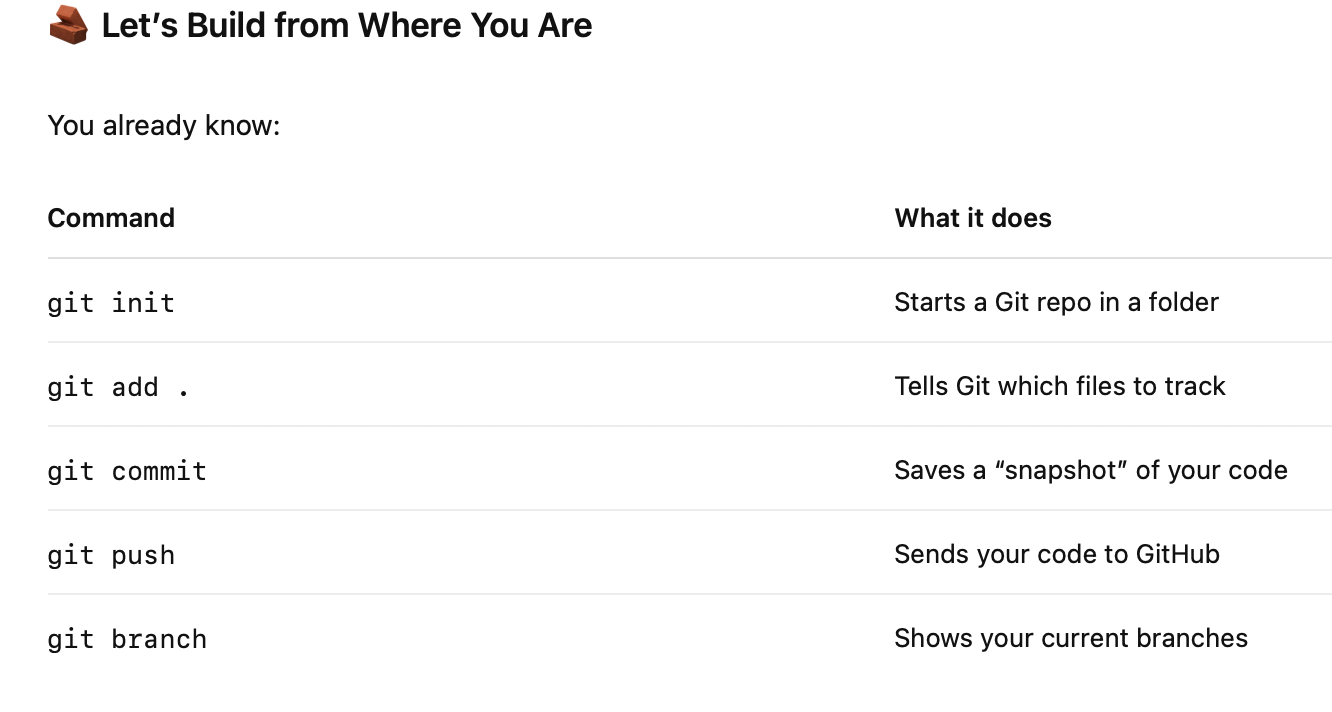 🧱 Let’s Build from Where You Are
You already know:
Command What it does
git init Starts a Git repo in a folder
git add . Tells Git which files to track
git commit Saves a “snapshot” of your code
git push Sends your code to GitHub
git branch Shows your current branches